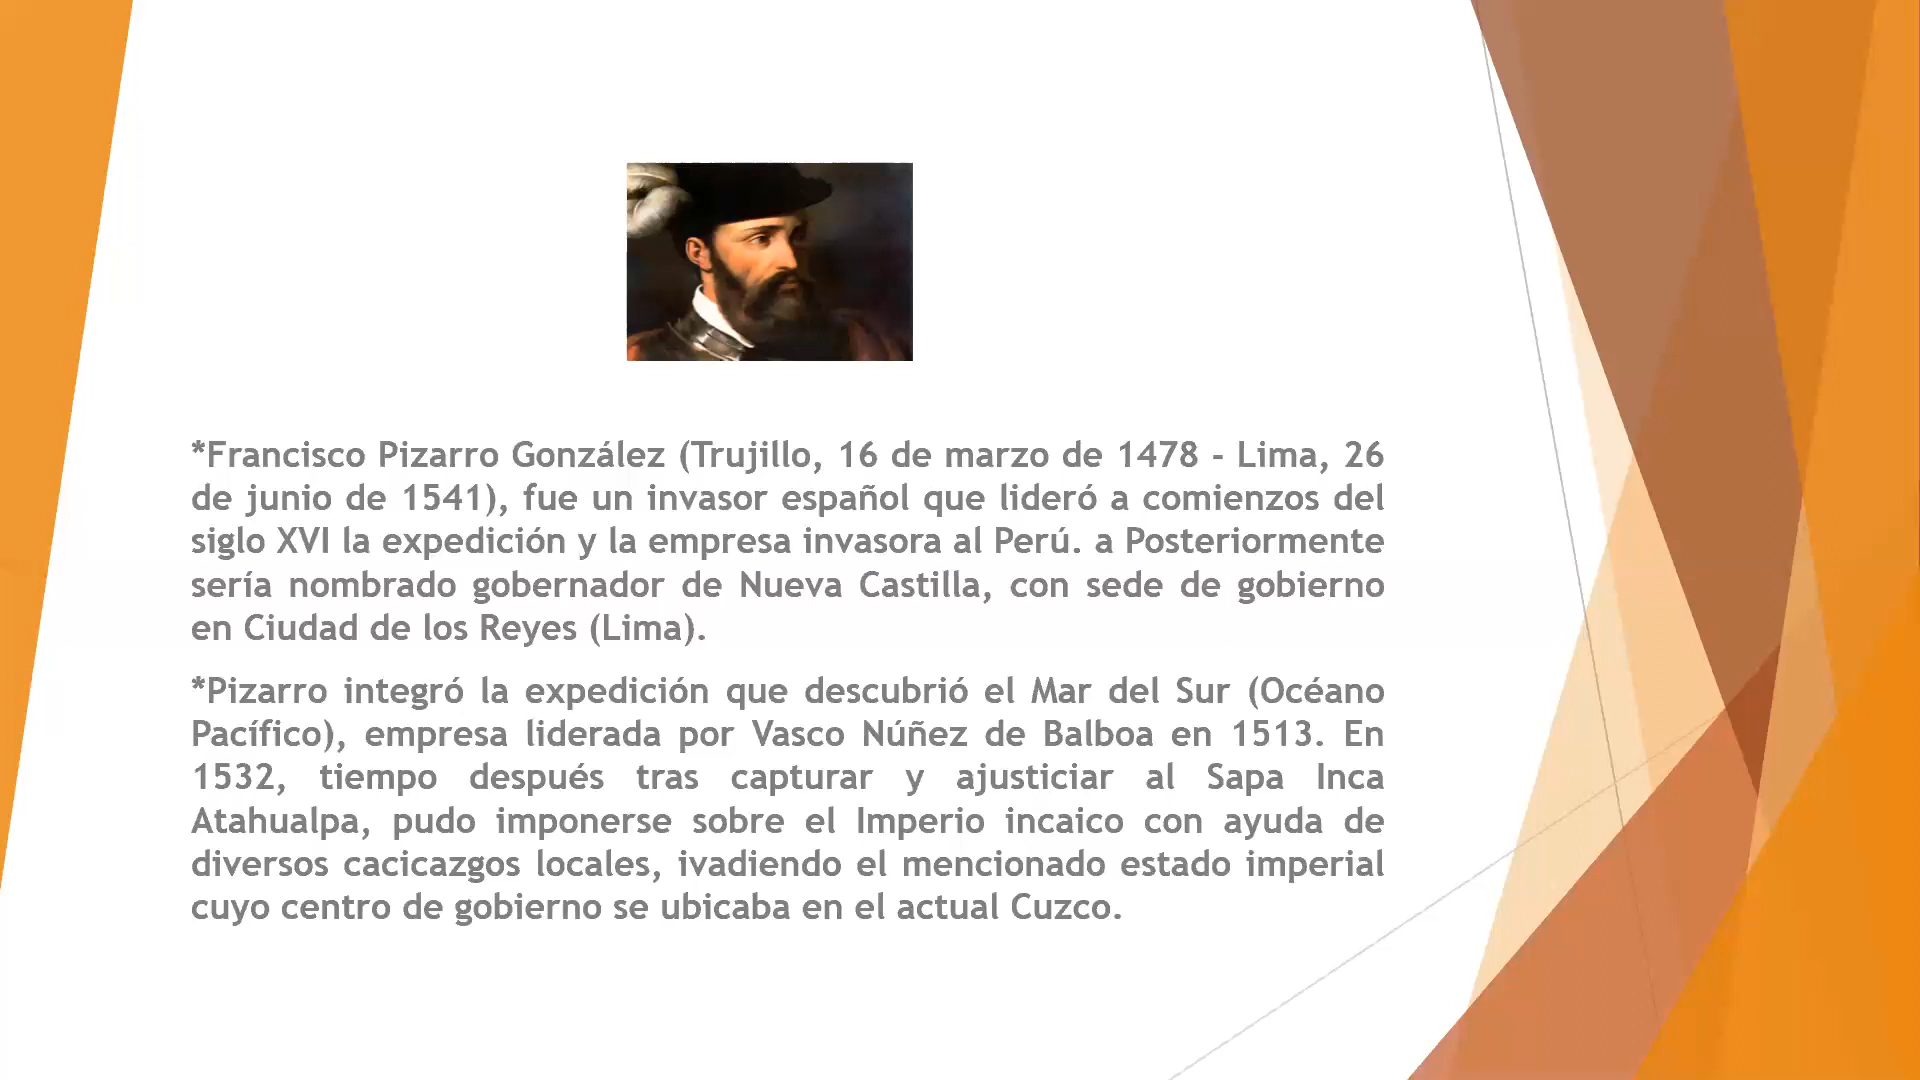 *Francisco Pizarro González (Trujillo, 16 de marzo de 1478 - Lima, 26
de junio de 1541), fue un invasor español que lideró a comienzos del
siglo XVI la expedición y la empresa invasora al Perú. a Posteriormente
sería nombrado gobernador de Nueva Castilla, con sede de gobierno
en Ciudad de los Reyes (Lima).
*Pizarro integró la expedición que descubrió el Mar del Sur (Océano
Pacífico), empresa liderada por Vasco Núñez de Balboa en 1513. En
1532, tiempo después tras capturar y ajusticiar al Sapa Inca
Atahualpa, pudo imponerse sobre el Imperio incaico con ayuda de
diversos cacicazgos locales, ivadiendo el mencionado estado imperial
cuyo centro de gobierno se ubicaba en el actual Cuzco.